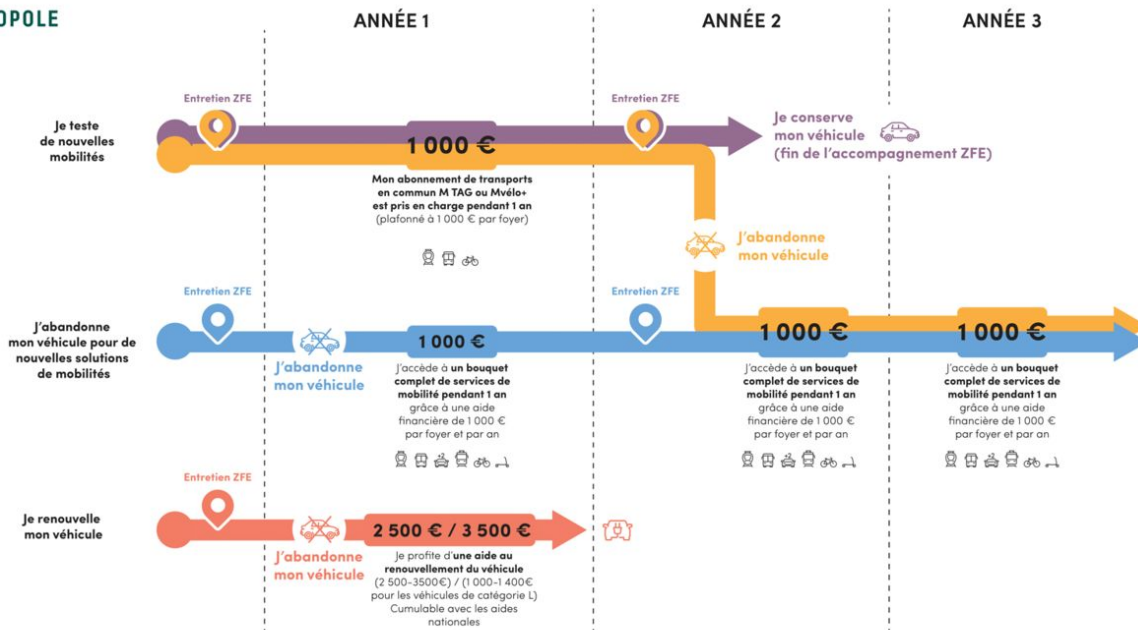 OPOLE
ANNÉE 1
ANNÉE 2
ANNÉE 3
Je teste
de nouvelles
mobilités
Entretien ZFE
1 000 €
Mon abonnement de transports
en commun M TAG ou Mvélo+
est pris en charge pendant 1 an
(plafonné à 1 000 € par foyer)
Entretien ZFE
Je conserve
mon véhicule
(fin de l'accompagnement ZFE)
J'abandonne
mon véhicule
J'abandonne
mon véhicule pour de
nouvelles solutions
de mobilités
Entretien ZFE
J'abandonne
mon véhicule
1 000 €
J'accède à un bouquet
complet de services de
mobilité pendant 1 an
grâce à une aide
financière de 1 000 €
par foyer et par an
Entretien ZFE
1 000 €
J'accède à un bouquet
complet de services de
mobilité pendant 1 an
grâce à une aide
financière de 1 000 €
par foyer et par an
1 000 €
J'accède à un bouquet
complet de services de
mobilité pendant 1 an
grâce à une aide
financière de 1 000 €
par foyer et par an
Je renouvelle
mon véhicule
Entretien ZFE
J'abandonne
mon véhicule
2 500 € / 3 500 €
Je profite d'une aide au
renouvellement du véhicule
(2 500-3500€) / (1 000-1 400€
pour les véhicules de catégorie L)
Cumulable avec les aides
nationales